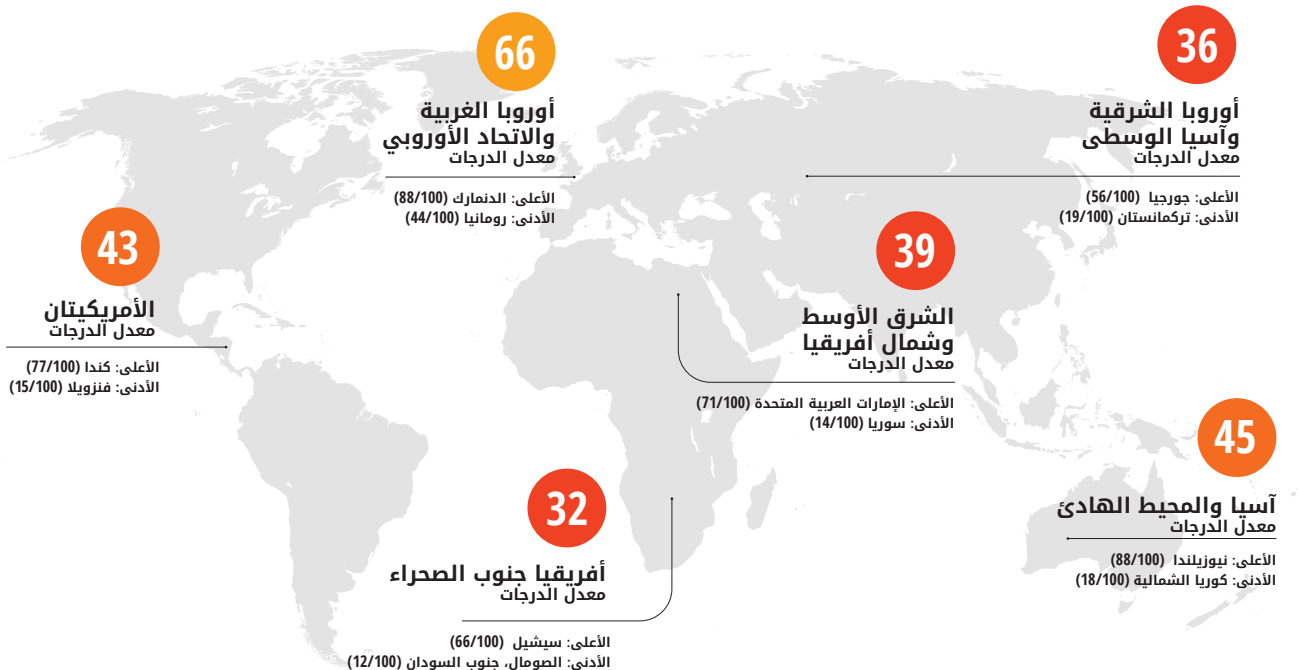 66
أوروبا الغربية
والاتحاد الأوروبي
معدل الدرجات
الأعلى: الدنمارك (88/100)
الأدنى: رومانيا (44/100)
36
أوروبا الشرقية
وآسيا الوسطى
معدل الدرجات
الأعلى: جورجيا (56/100)
الأدنى: تركمانستان (19/100)
43
الأمريكيتان
معدل الدرجات
الأعلى: كندا (77/100)
الأدنى: فنزويلا (15/100)
39
الشرق الأوسط
وشمال أفريقيا
معدل الدرجات
الأعلى: الإمارات العربية المتحدة (71/100)
الأدنى: سوريا (14/100)
45
آسيا والمحيط الهادئ
معدل الدرجات
الأعلى: نيوزيلندا (88/100)
الأدنى: كوريا الشمالية (18/100)
32
أفريقيا جنوب الصحراء
معدل الدرجات
الأعلى: سيشيل (66/100)
الأدنى: الصومال، جنوب السودان (12/100)